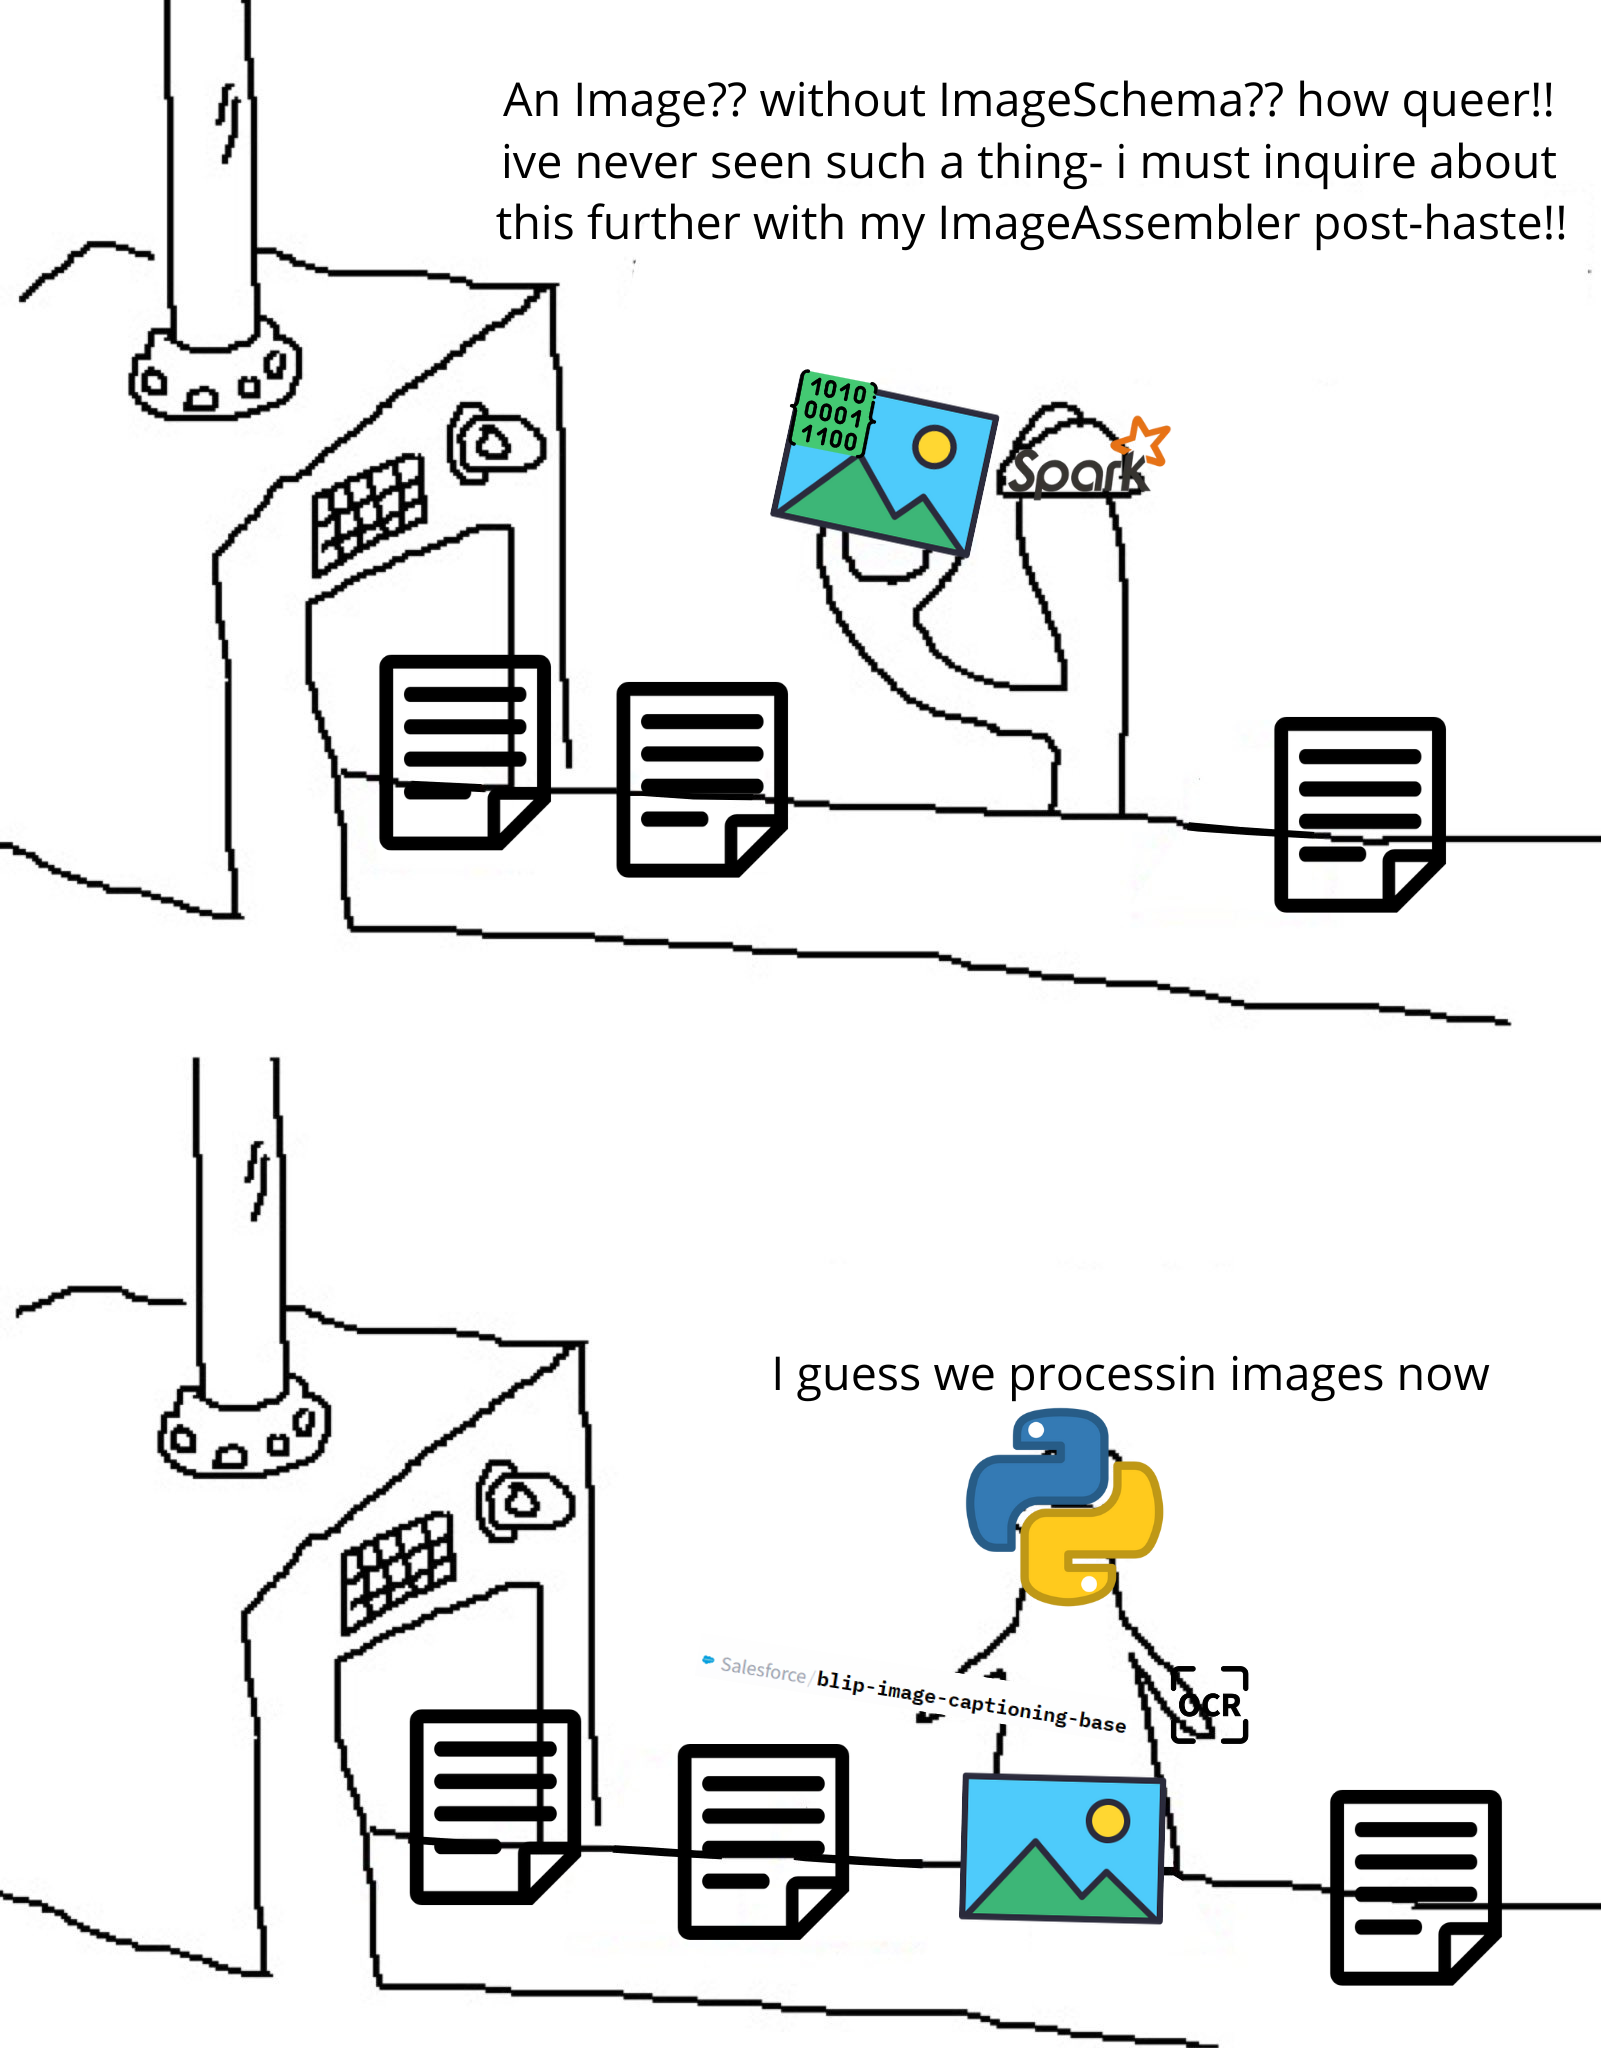 An Image?? without ImageSchema?? how queer!!
ive never seen such a thing- i must inquire about
this further with my ImageAssembler post-haste!!
1010
0001
1100
Spark
I guess we processin images now
Salesforce/blip-image-captioning-base
OCR